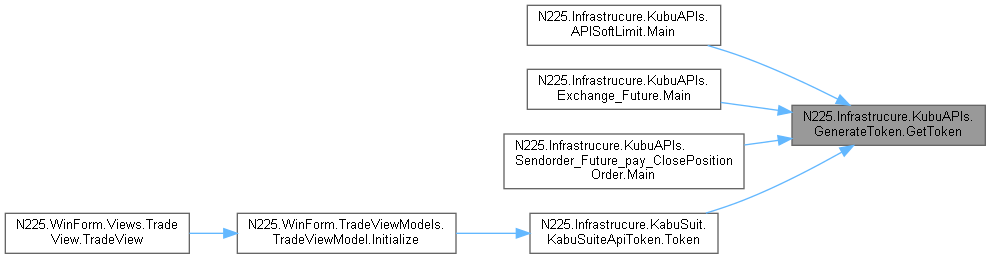 N225.Infrastrucure.KubuAPIs.
APISoftLimit.Main
N225.Infrastrucure.KubuAPIs.
Exchange_Future.Main
N225.Infrastrucure.KubuAPIs.
GenerateToken.GetToken
N225.Infrastrucure.KubuAPIs.
Sendorder_Future_pay_ClosePosition
Order.Main
N225.WinForm.Views.Trade
View.TradeView
N225.WinForm.TradeViewModels.
TradeViewModel.Initialize
N225.Infrastrucure.KabuSuit.
KabuSuiteApiToken.Token